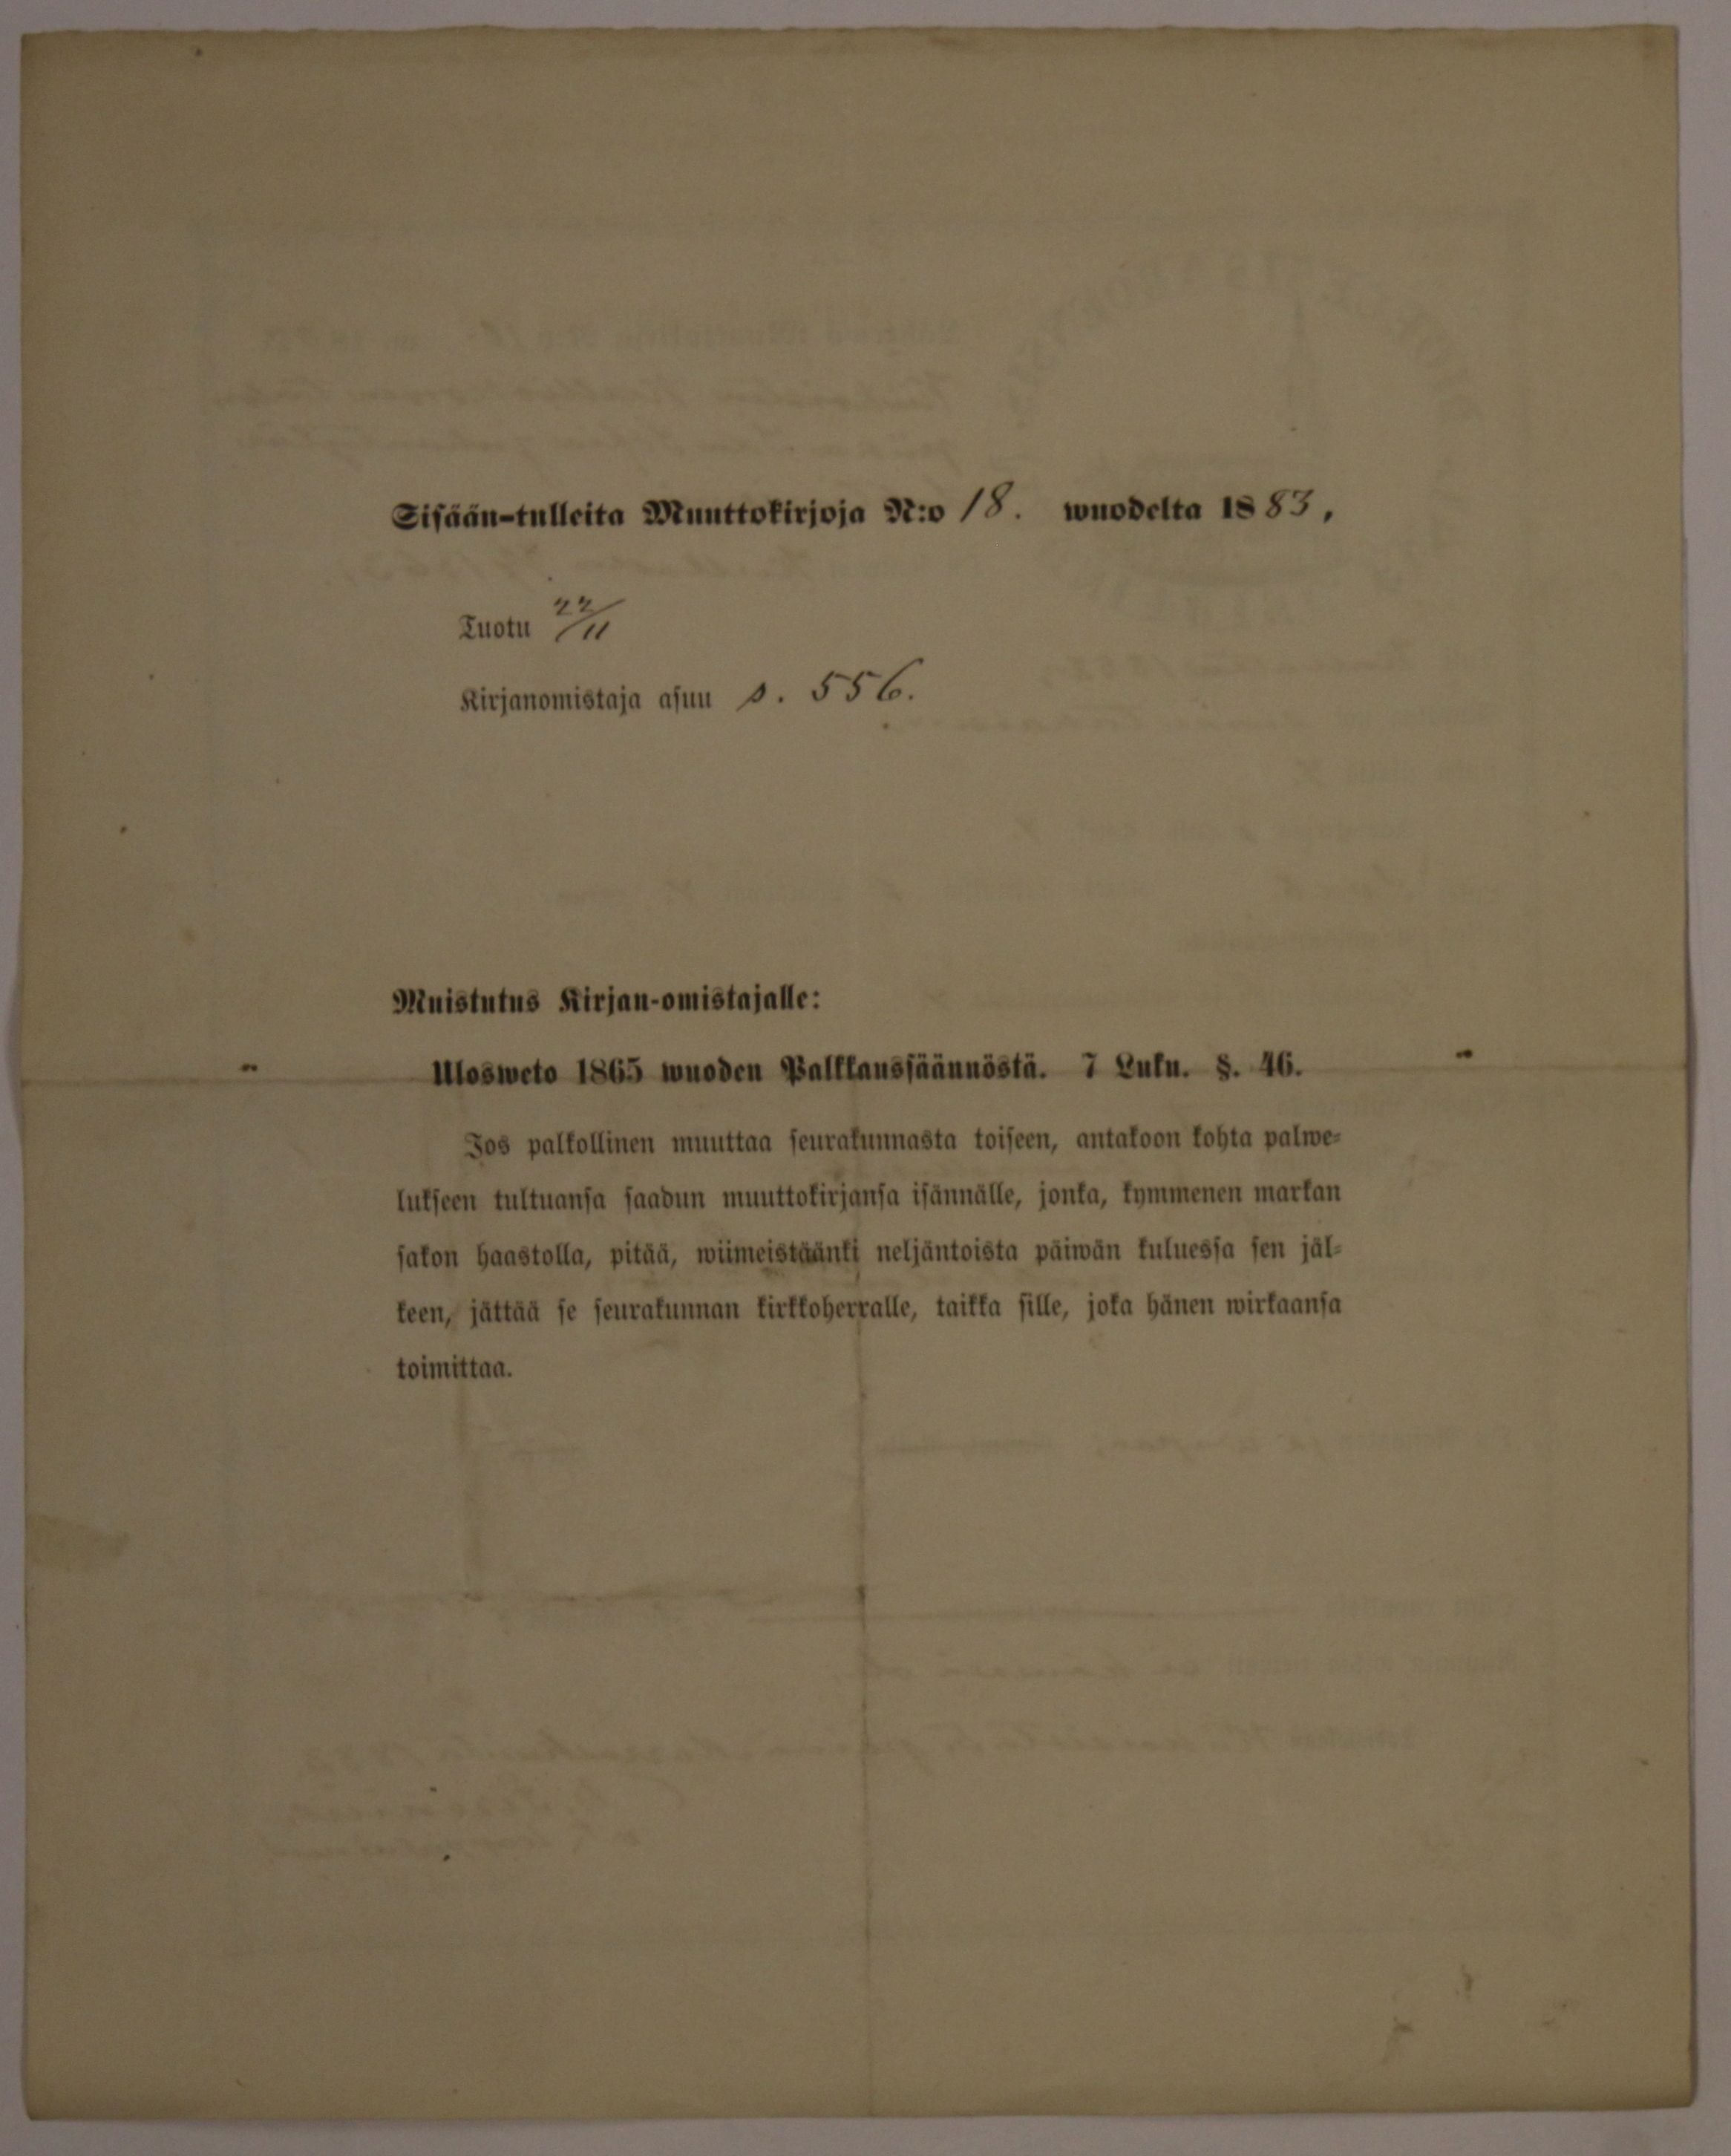 Sisään-tulleita Muuttokirjoja N:o 18. wuodelta 1883,
Tuotu 22/11
Kirjanomistaja asuu s. 556.
Muistutus Kirjan-omistajalle:
Ulosweto 1865 wuoden Palkkaussäännöstä. 7 Luku. §. 46.
Jos palkollinen muuttaa seurakunnasta toiseen, antakoon kohta palwe-
lukseen tultuansa saadun muuttokirjansa isännälle, jonka, kymmenen markan
sakon haastolla, pitää, wiimeistäänki neljäntoista päiwän kuluessa sen jäl-
keen, jättää se seurakunnan kirkkoherralle, taikka sille, joka hänen wirkaansa
toimittaa.